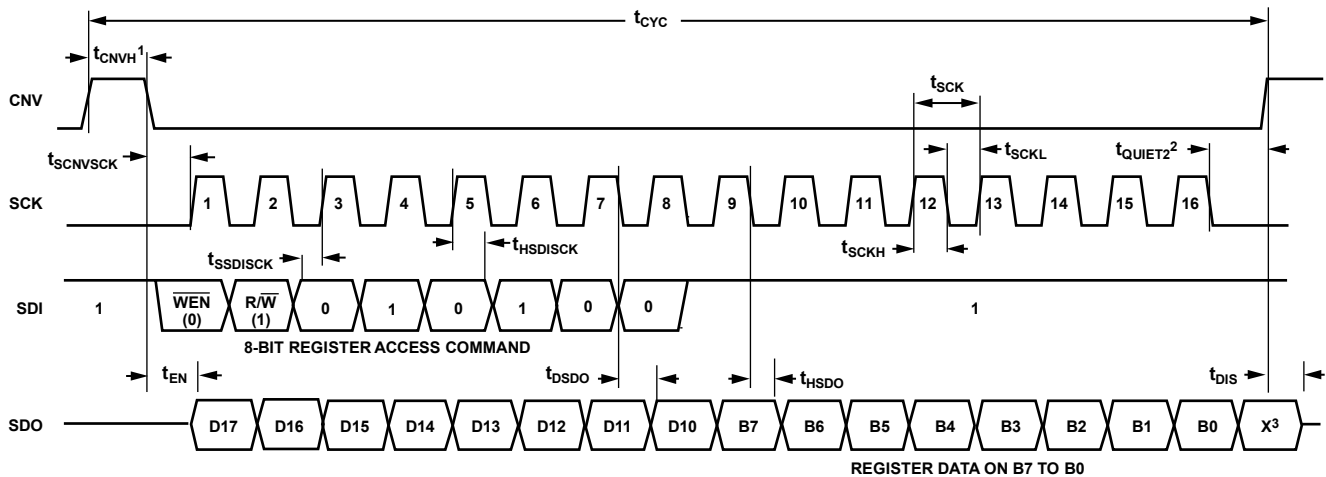 tCYC
tCNVH1
CNV
tSCK
tSCNVSCK
tSCKL
tQUIET22
SCK
1 2 3 4 5 6 7 8 9 10 11 12 13 14 15 16
tSSDISCK
tHSDISCK
tSCKH
SDI
1
WEN (0)
R/W (1)
0 1 0 1 0 0
1
8-BIT REGISTER ACCESS COMMAND
tEN
tDSDO
tHSDO
tDIS
SDO
D17 D16 D15 D14 D13 D12 D11 D10 B7 B6 B5 B4 B3 B2 B1 B0 X3
REGISTER DATA ON B7 TO B0